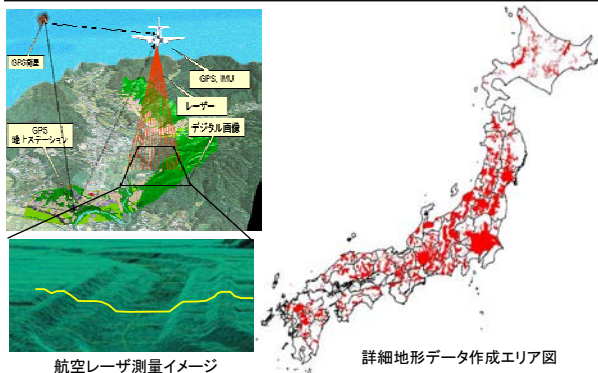 GPS衛星
GPS, IMU
レーザー
デジタル画像
GPS
地上ステーション
航空レーザ測量イメージ
詳細地形データ作成エリア図